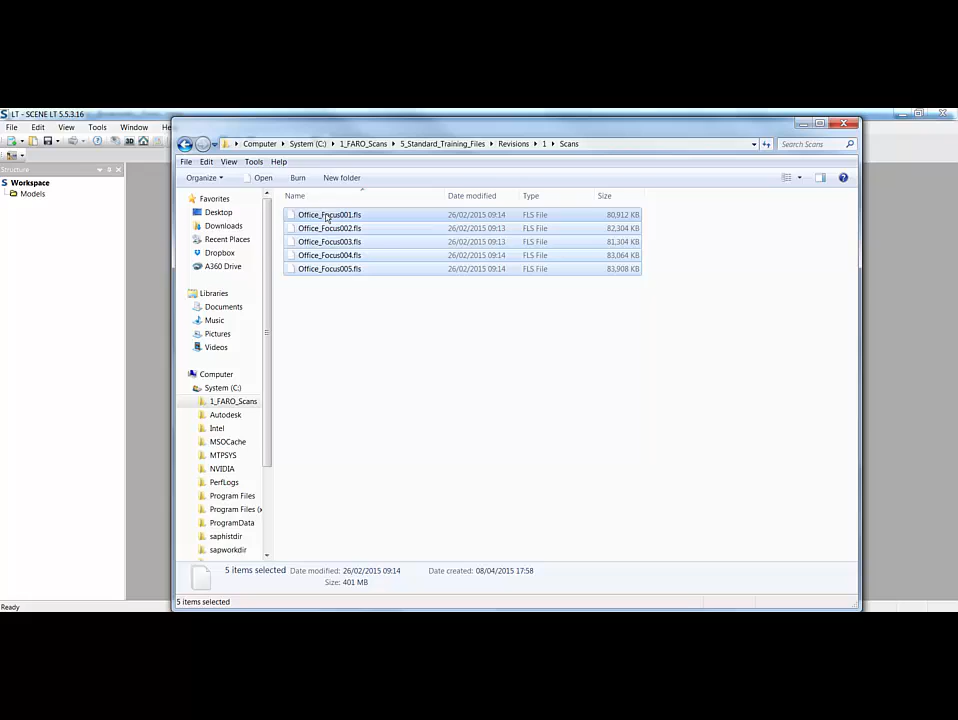 LT - SCENE LT 5.5.3.16
File Edit View Tools Window He
Structure
Workspace
Models
Ready
Computer System (C:) 1_FARO_Scans 5_Standard_Training_Files Revisions 1 Scans
Search Scans
File Edit View Tools Help
Organize Open Burn New folder
Name Date modified Type Size
Office_Focus001.fls 26/02/2015 09:14 FLS File 80,912 KB
Office_Focus002.fls 26/02/2015 09:13 FLS File 82,304 KB
Office_Focus003.fls 26/02/2015 09:13 FLS File 81,304 KB
Office_Focus004.fls 26/02/2015 09:14 FLS File 83,064 KB
Office_Focus005.fls 26/02/2015 09:14 FLS File 83,908 KB
Favorites
Desktop
Downloads
Recent Places
Dropbox
A360 Drive
Libraries
Documents
Music
Pictures
Videos
Computer
System (C:)
1_FARO_Scans
Autodesk
Intel
MSOCache
MTPSYS
NVIDIA
PerfLogs
Program Files
Program Files (x
ProgramData
saphistdir
sapworkdir
5 items selected Date modified: 26/02/2015 09:14 Date created: 08/04/2015 17:58
Size: 401 MB
5 items selected